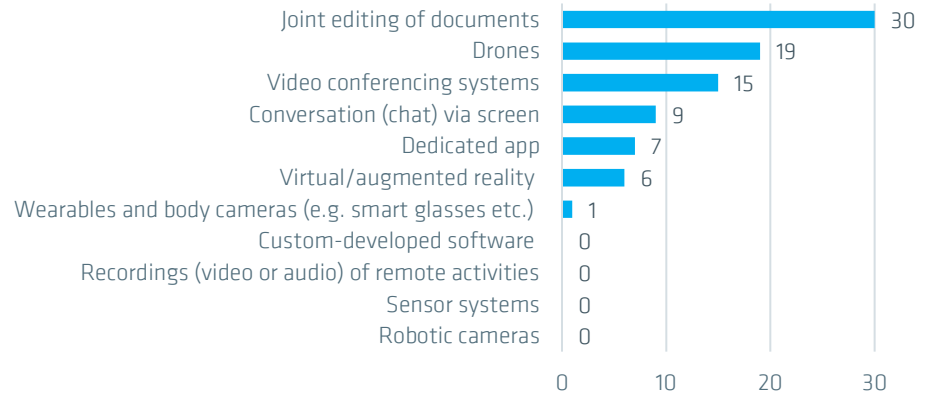 Joint editing of documents 30
Drones 19
Video conferencing systems 15
Conversation (chat) via screen 9
Dedicated app 7
Virtual/augmented reality 6
Wearables and body cameras (e.g. smart glasses etc.) 1
Custom-developed software 0
Recordings (video or audio) of remote activities 0
Sensor systems 0
Robotic cameras 0
0 10 20 30